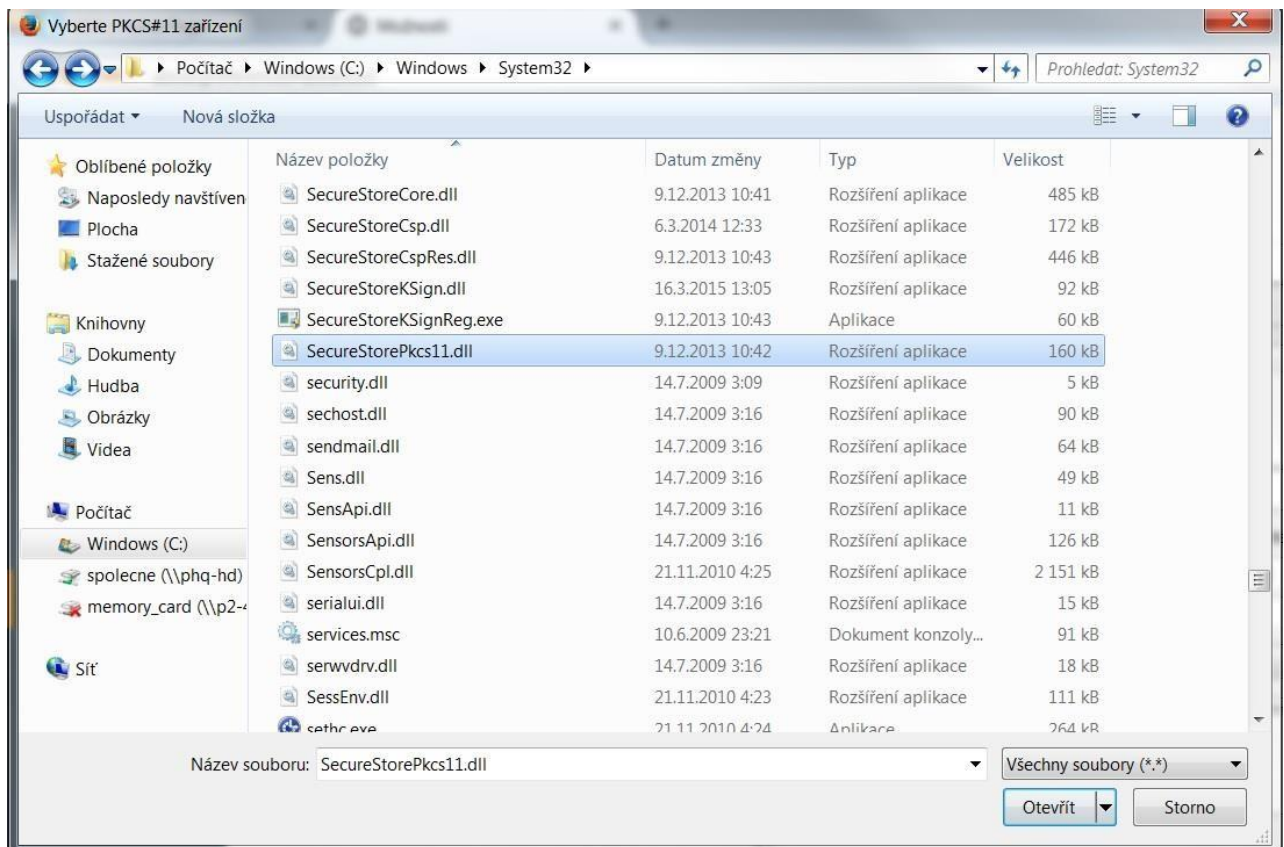 Vyberte PKCS#11 zařízení
Možnosti
Počítač Windows (C:) Windows System32
Prohledat: System32
Uspořádat Nová složka
Oblíbené položky
Naposledy navštíven
Plocha
Stažené soubory
Knihovny
Dokumenty
Hudba
Obrázky
Videa
Počítač
Windows (C:)
spolecne (\\phq-hd)
memory_card (\\p2-4
Síť
Název položky Datum změny Typ Velikost
SecureStoreCore.dll 9.12.2013 10:41 Rozšíření aplikace 485 kB
SecureStoreCsp.dll 6.3.2014 12:33 Rozšíření aplikace 172 kB
SecureStoreCspRes.dll 9.12.2013 10:43 Rozšíření aplikace 446 kB
SecureStoreKSign.dll 16.3.2015 13:05 Rozšíření aplikace 92 kB
SecureStoreKSignReg.exe 9.12.2013 10:43 Aplikace 60 kB
SecureStorePkcs11.dll 9.12.2013 10:42 Rozšíření aplikace 160 kB
security.dll 14.7.2009 3:09 Rozšíření aplikace 5 kB
sechost.dll 14.7.2009 3:16 Rozšíření aplikace 90 kB
sendmail.dll 14.7.2009 3:16 Rozšíření aplikace 64 kB
Sens.dll 14.7.2009 3:16 Rozšíření aplikace 49 kB
SensApi.dll 14.7.2009 3:16 Rozšíření aplikace 11 kB
SensorsApi.dll 14.7.2009 3:16 Rozšíření aplikace 126 kB
SensorsCpl.dll 21.11.2010 4:25 Rozšíření aplikace 2 151 kB
serialui.dll 14.7.2009 3:16 Rozšíření aplikace 15 kB
services.msc 10.6.2009 23:21 Dokument konzoly... 91 kB
serwvdrv.dll 14.7.2009 3:16 Rozšíření aplikace 18 kB
SessEnv.dll 21.11.2010 4:23 Rozšíření aplikace 111 kB
sethc.exe 21.11.2010 4:24 Aplikace 264 kB
Název souboru: SecureStorePkcs11.dll Všechny soubory (*.*)
Otevřít Storno